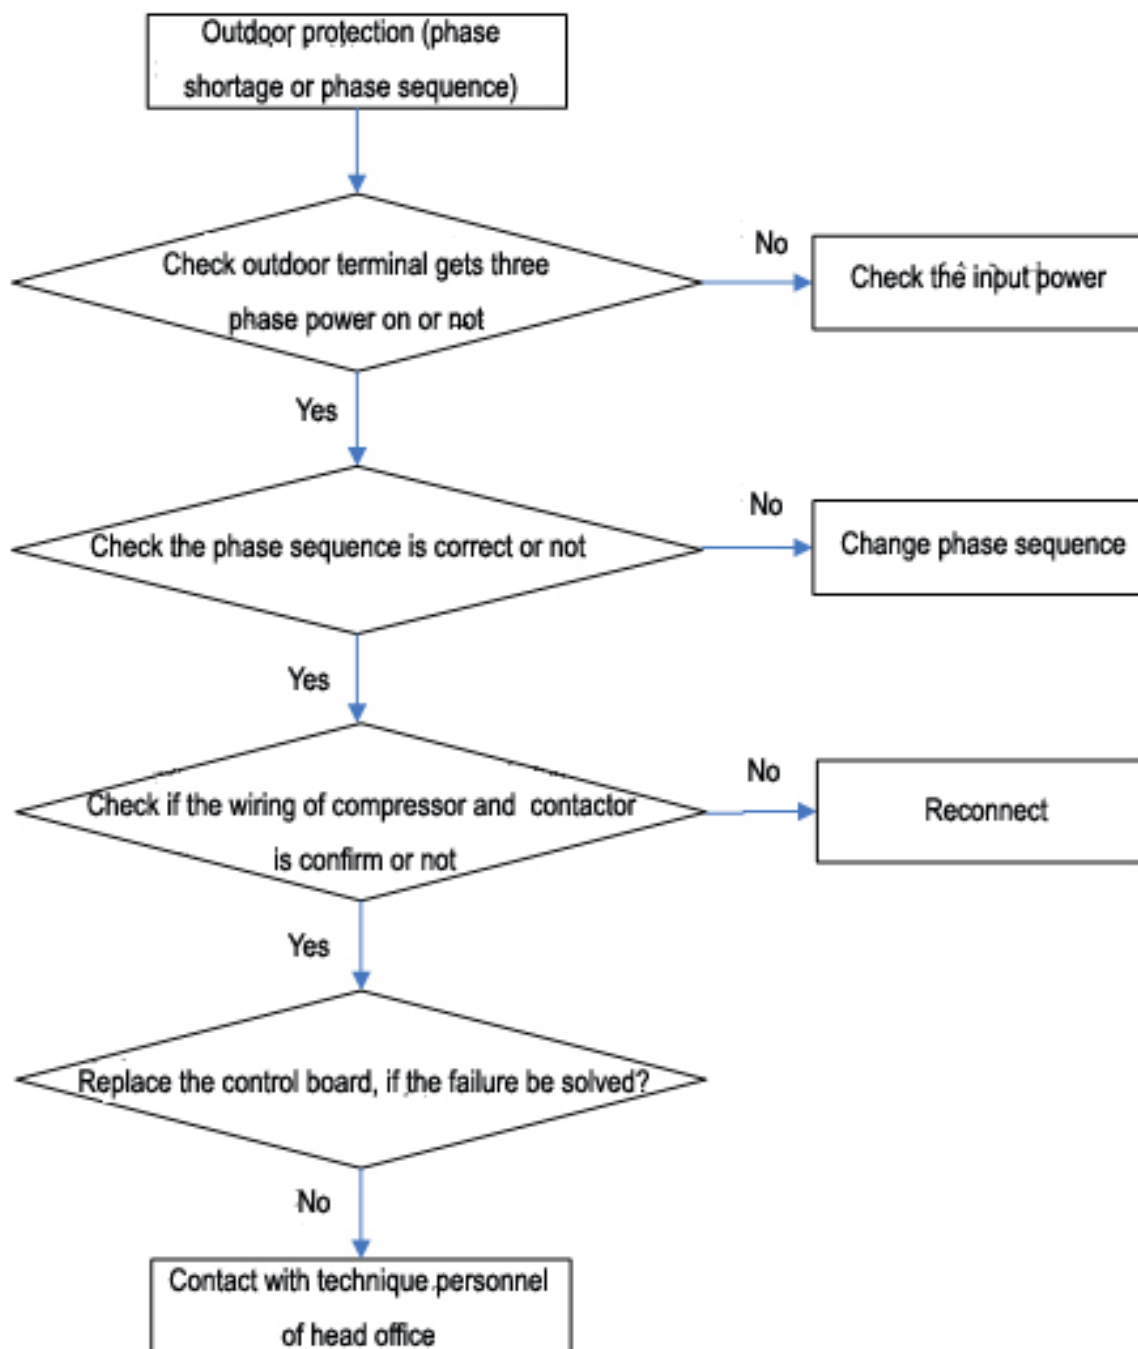 Outdoor protection (phase
shortage or phase sequence)
Check outdoor terminal gets three
phase power on or not
No
Check the input power
Yes
Check the phase sequence is correct or not
No
Change phase sequence
Yes
Check if the wiring of compressor and contactor
is confirm or not
No
Reconnect
Yes
Replace the control board, if the failure be solved?
No
Contact with technique personnel
of head office